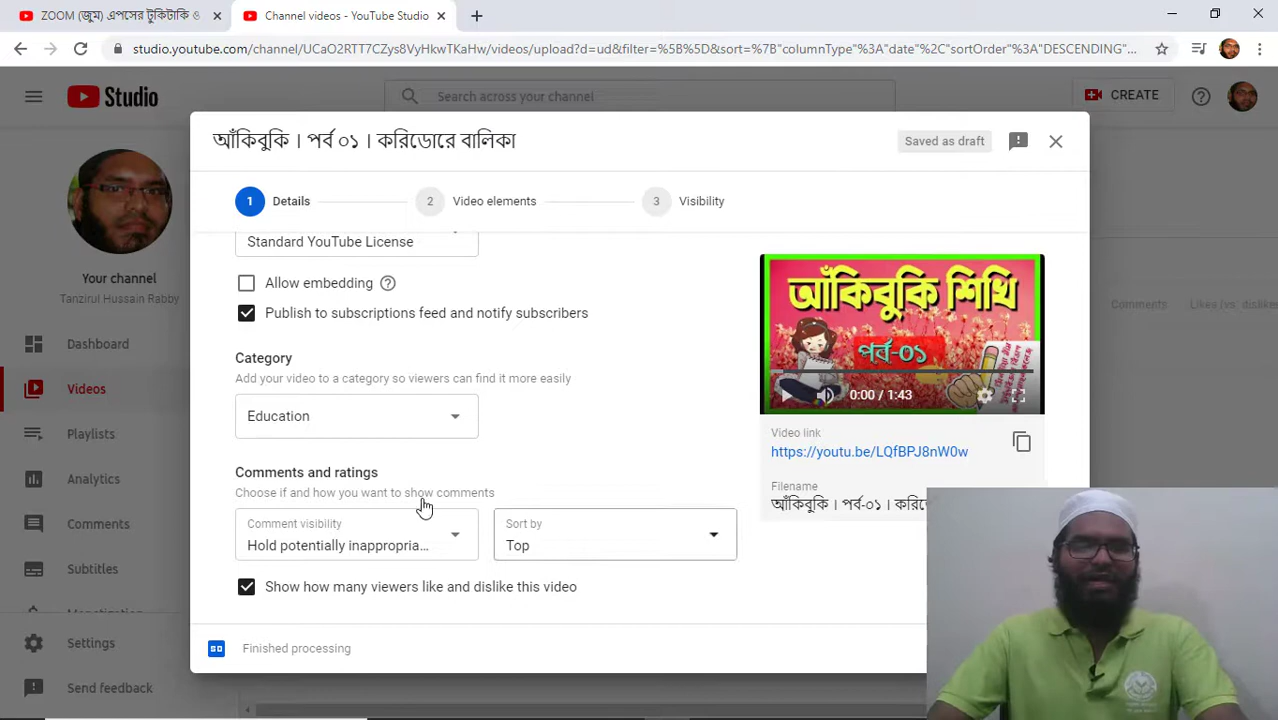 ZOOM (জুম) এপসের টুকিটাকি ও
Channel videos - YouTube Studio
studio.youtube.com/channel/UCaO2RTT7CZys8VyHkwTKaHw/videos/upload?d=ud&filter=%5B%5D&sort=%7B"columnType"%3A"date"%2C"sortOrder"%3A"DESCENDING"...
Studio
Search across your channel
CREATE
আঁকিবুকি । পর্ব ০১ । করিডোরে বালিকা
Saved as draft
1 Details
2 Video elements
3 Visibility
Your channel
Tanzirul Hussain Rabby
Dashboard
Videos
Playlists
Analytics
Comments
Subtitles
Monetization
Settings
Send feedback
Standard YouTube License
Allow embedding
Publish to subscriptions feed and notify subscribers
Category
Add your video to a category so viewers can find it more easily
Education
Comments and ratings
Choose if and how you want to show comments
Comment visibility
Hold potentially inappropria...
Sort by
Top
Show how many viewers like and dislike this video
SD Finished processing
আঁকিবুকি শিখি
পর্ব-০১
0:00 / 1:43
Video link
https://youtu.be/LQfBPJ8nW0w
Filename
আঁকিবুকি । পর্ব-০১ । করিডে
Comments
Likes (vs. dislikes